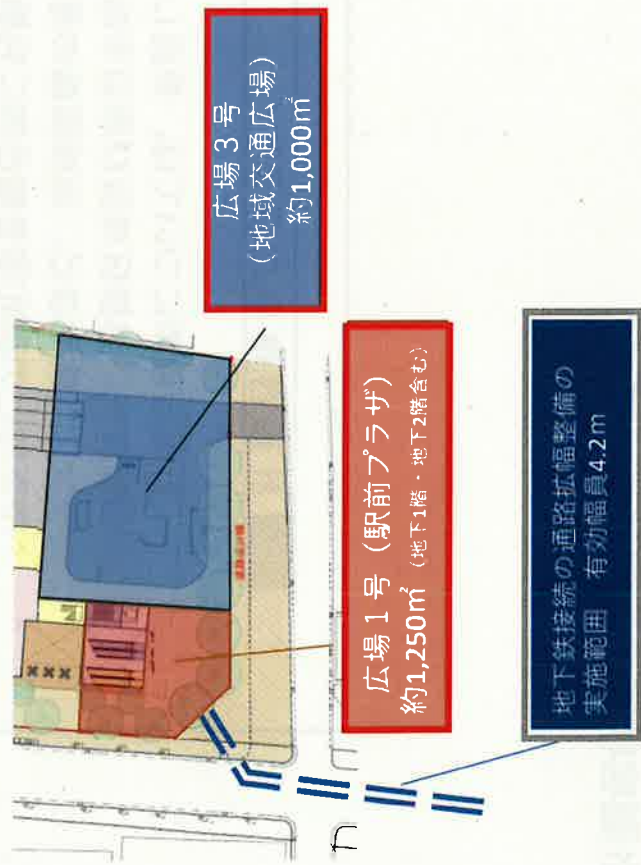 広場3号
(地域交通広場)
約1,000㎡
広場1号(駅前プラザ)
約1,250㎡(地下1階・地下2階含む)
地下鉄接続の通路拡幅整備の
実施範囲 有効幅員4.2m